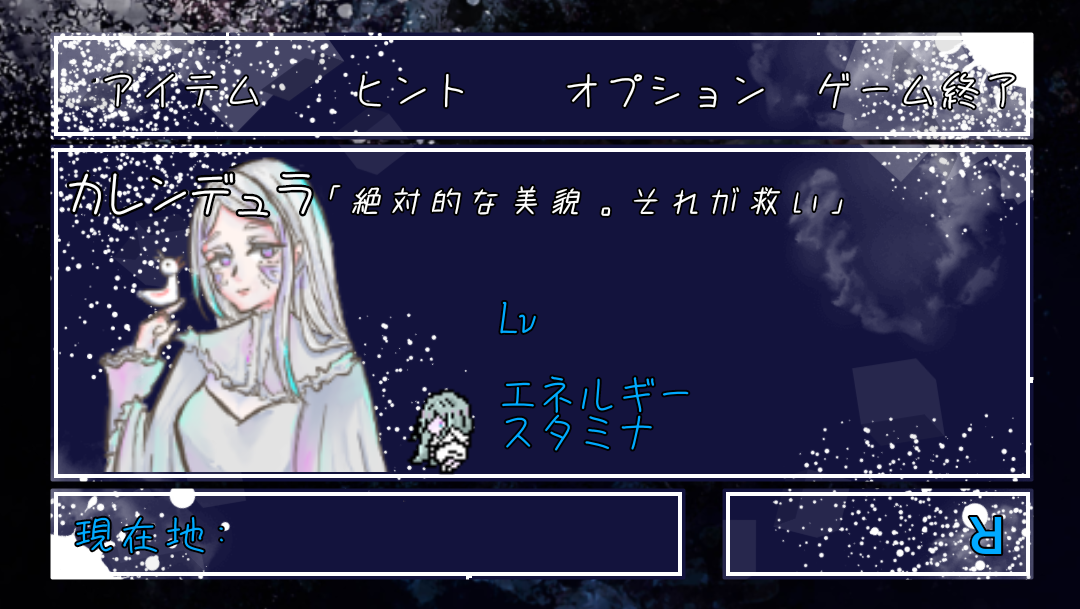 アイテム ヒント オプション ゲーム終了
カレンデュラ「絶対的な美貌。それが救い」
Lv
エネルギー
スタミナ
現在地：